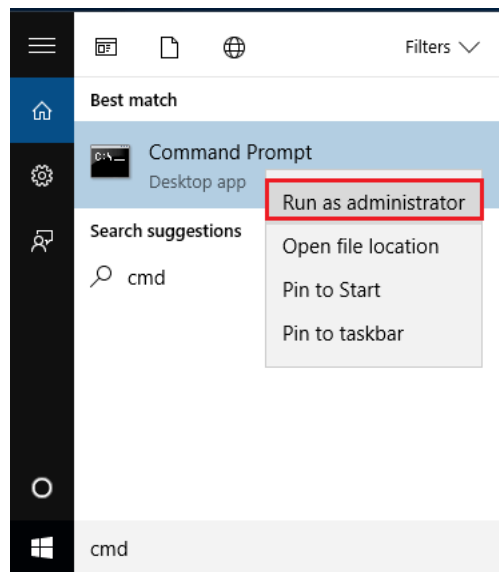 Filters
Best match
C:\_
Command Prompt
Desktop app
Run as administrator
Search suggestions
Open file location
cmd
Pin to Start
Pin to taskbar
cmd